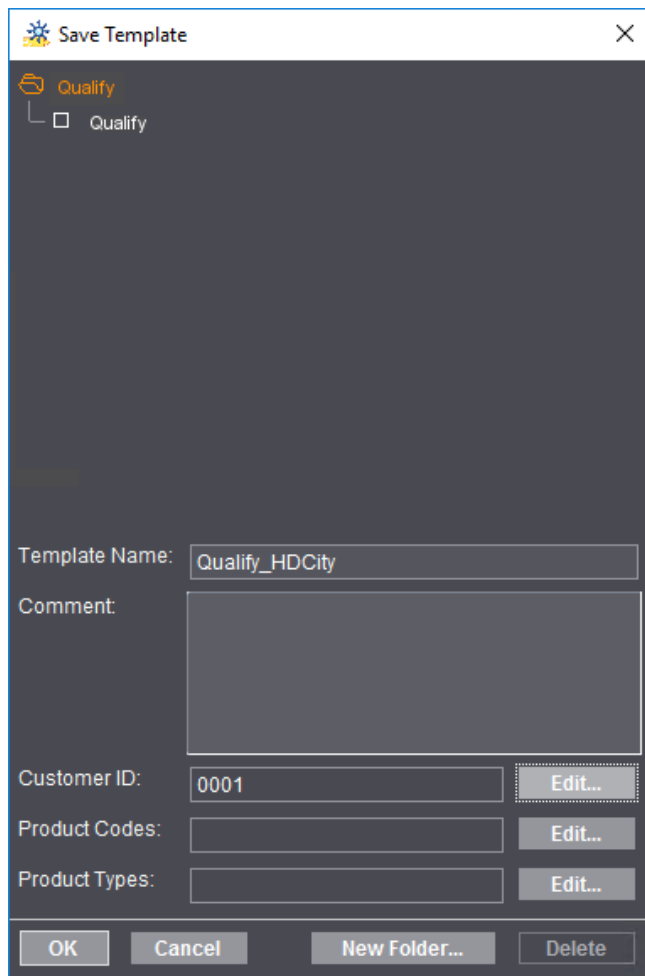 Save Template
Qualify
Qualify
Template Name: Qualify_HDCity
Comment:
Customer ID: 0001 Edit...
Product Codes: Edit...
Product Types: Edit...
OK Cancel New Folder... Delete